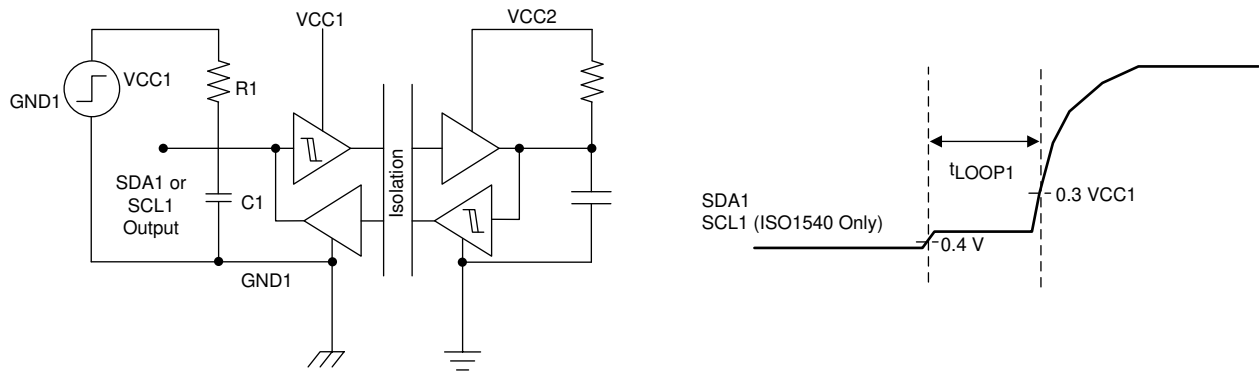 VCC1
VCC2
VCC1
GND1
R1
SDA1 or
SCL1
Output
C1
Isolation
GND1
tLOOP1
0.3 VCC1
SDA1
SCL1 (ISO1540 Only)
0.4 V